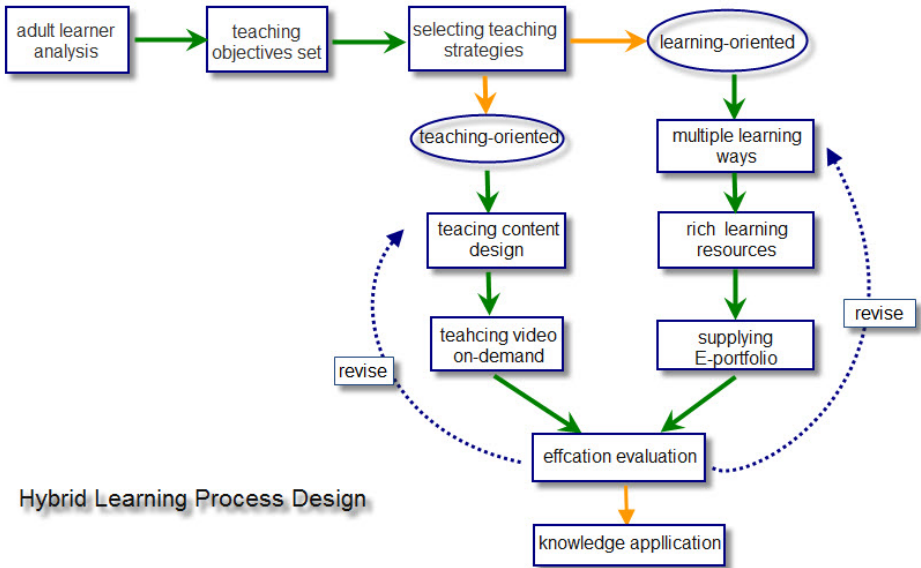 adult learner
analysis
teaching
objectives set
selecting teaching
strategies
learning-oriented
teaching-oriented
multiple learning
ways
teacing content
design
rich learning
resources
teahcing video
on-demand
supplying
E-portfolio
revise
revise
effcation evaluation
knowledge apllication
Hybrid Learning Process Design